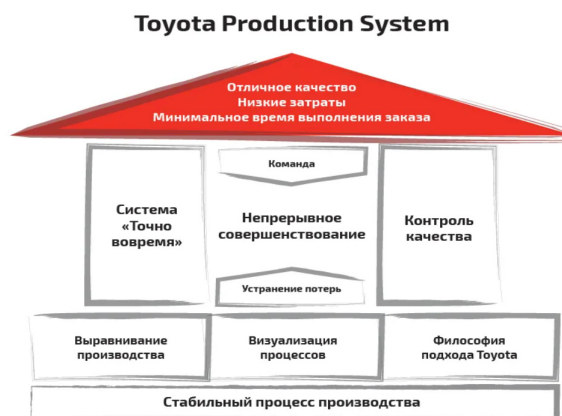 Toyota Production System
Отличное качество
Низкие затраты
Минимальное время выполнения заказа
Команда
Система
«Точно
вовремя»
Непрерывное
совершенствование
Контроль
качества
Устранение потерь
Выравнивание
производства
Визуализация
процессов
Философия
подхода Toyota
Стабильный процесс производства